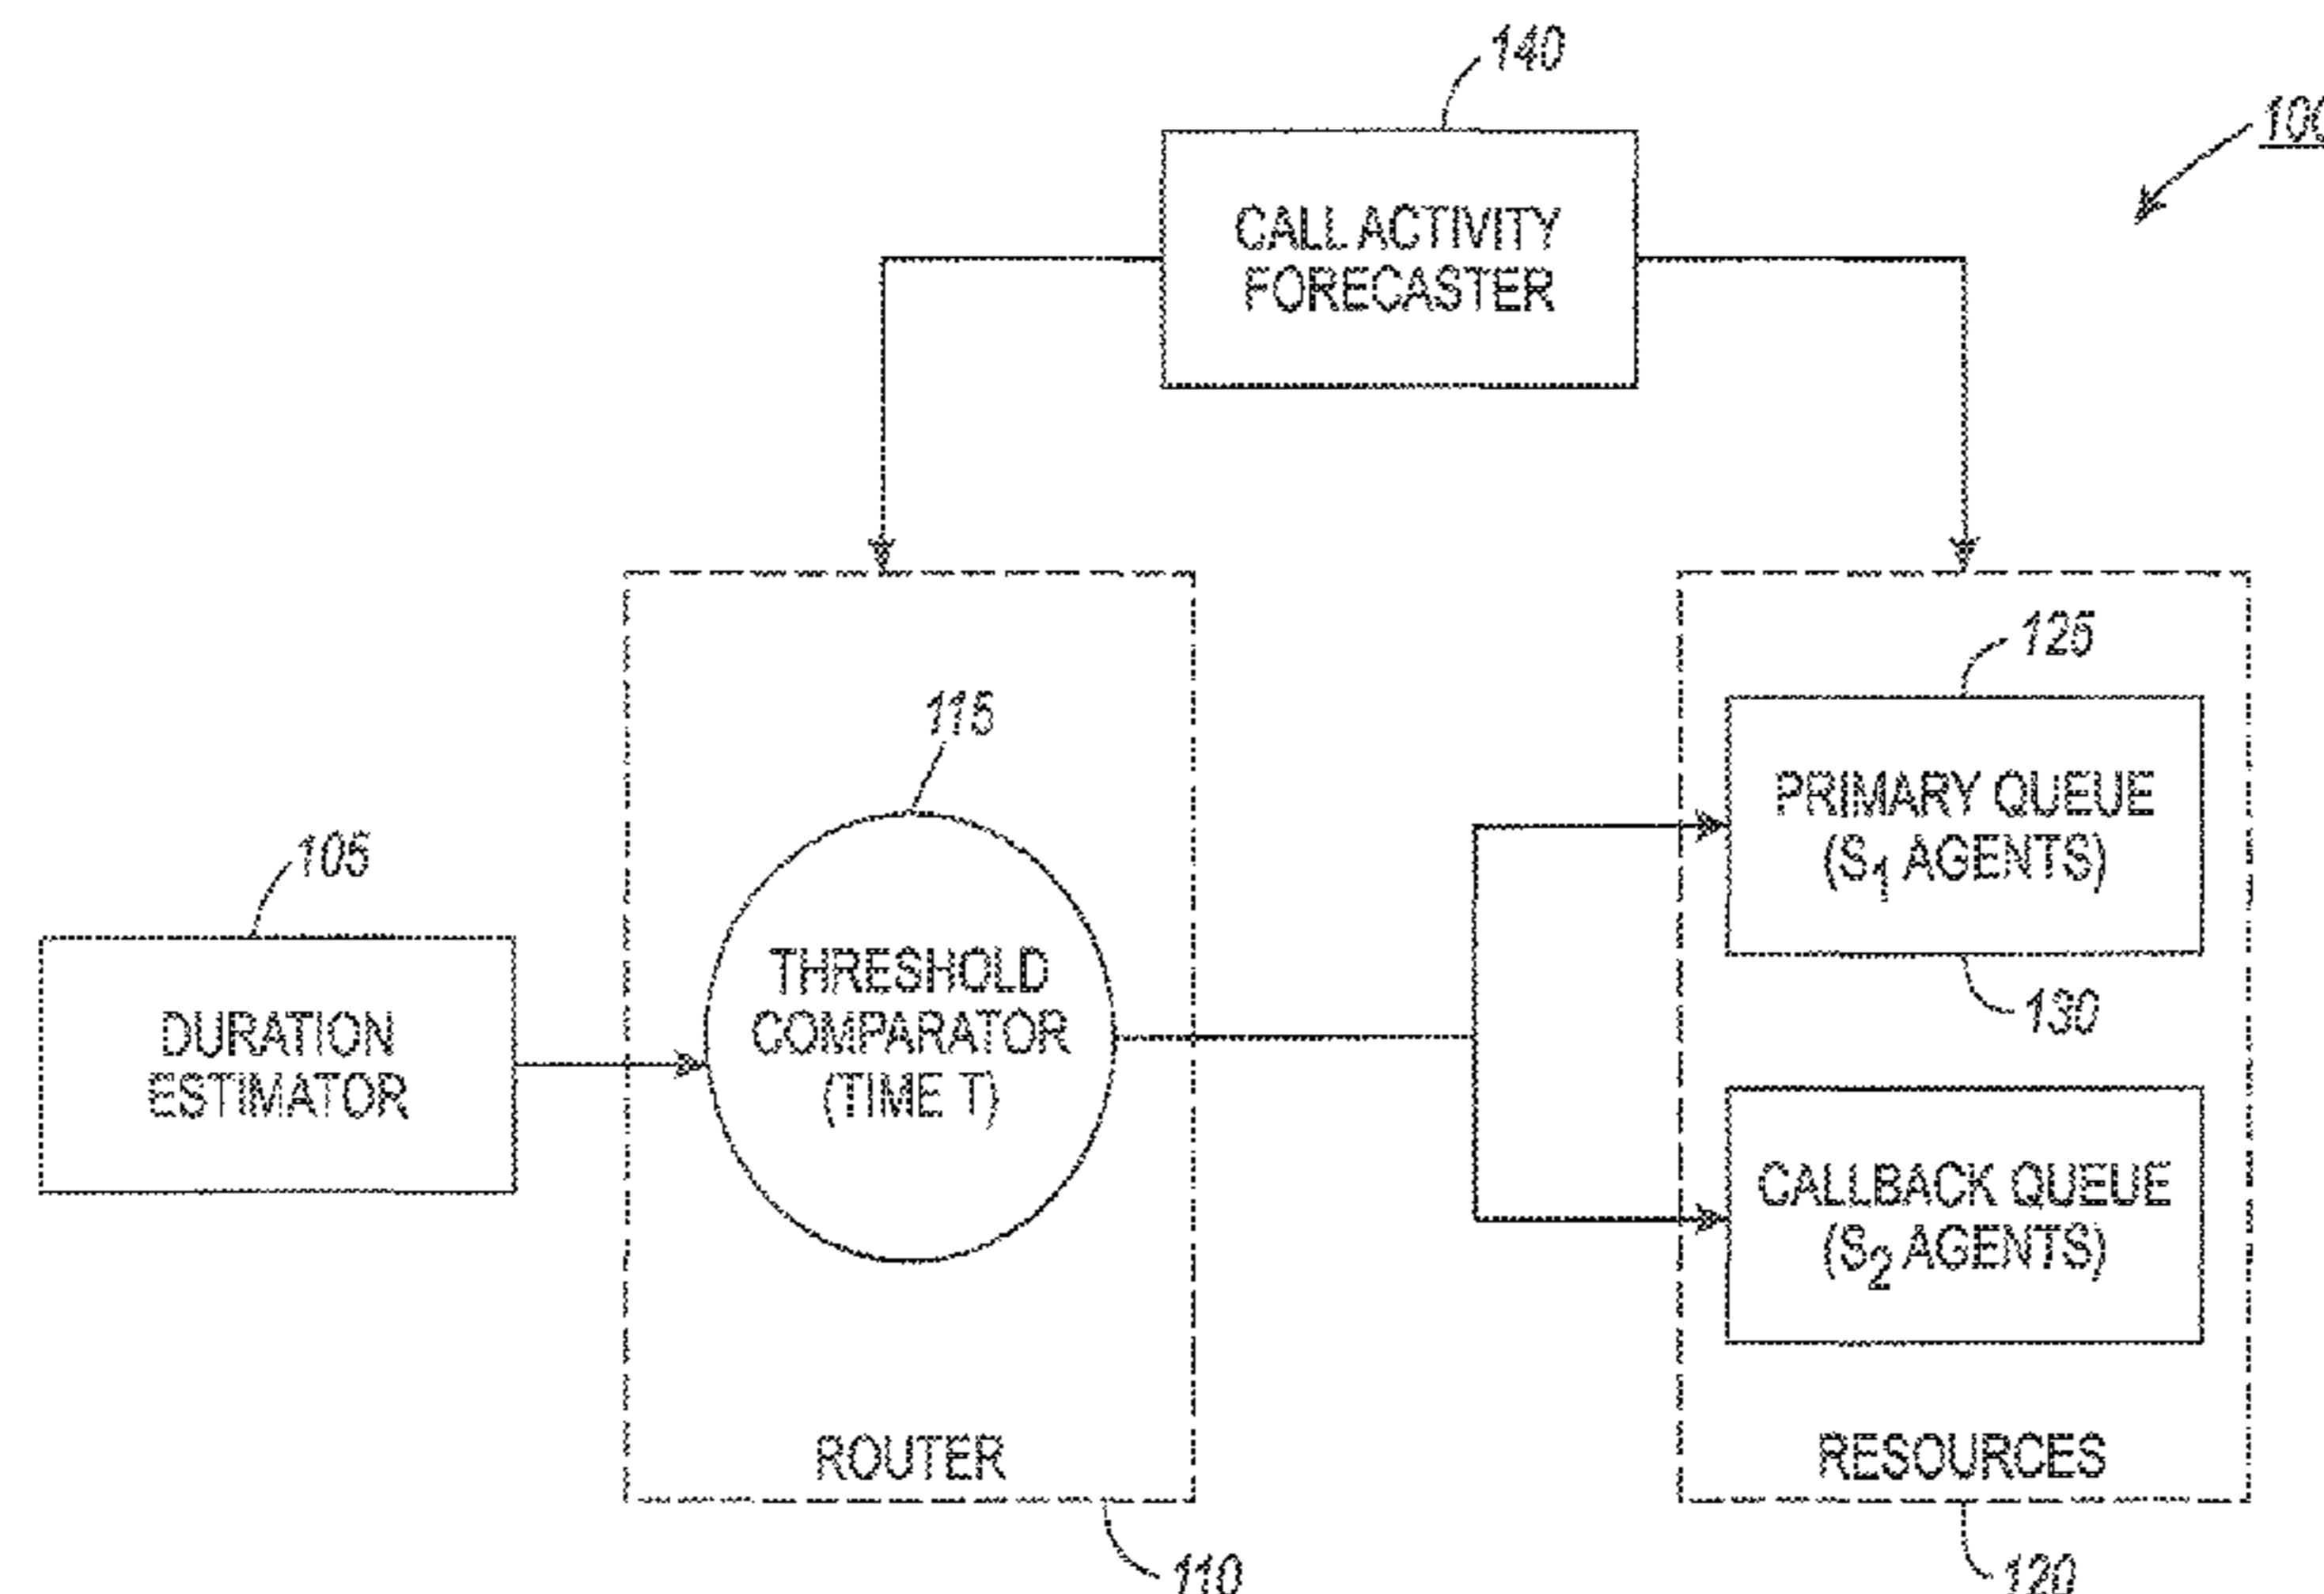 140
100
CALL ACTIVITY
FORECASTER
125
115
PRIMARY QUEUE
(S1 AGENTS)
105
THRESHOLD
COMPARATOR
(TIME T)
130
DURATION
ESTIMATOR
CALLBACK QUEUE
(S2 AGENTS)
ROUTER
RESOURCES
110
120